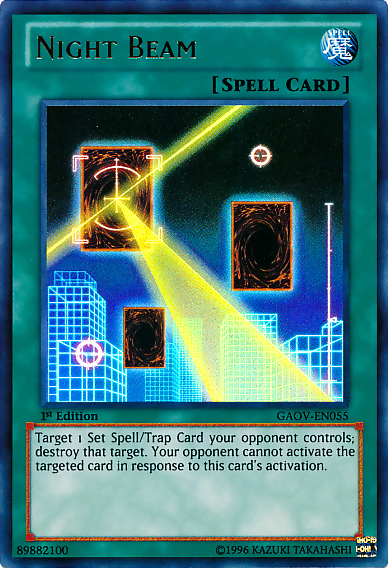 NIGHT BEAM
SPELL
魔
[SPELL CARD]
1st Edition
GAOV-EN055
Target 1 Set Spell/Trap Card your opponent controls;
destroy that target. Your opponent cannot activate the
targeted card in response to this card's activation.
89882100
©1996 KAZUKI TAKAHASHI